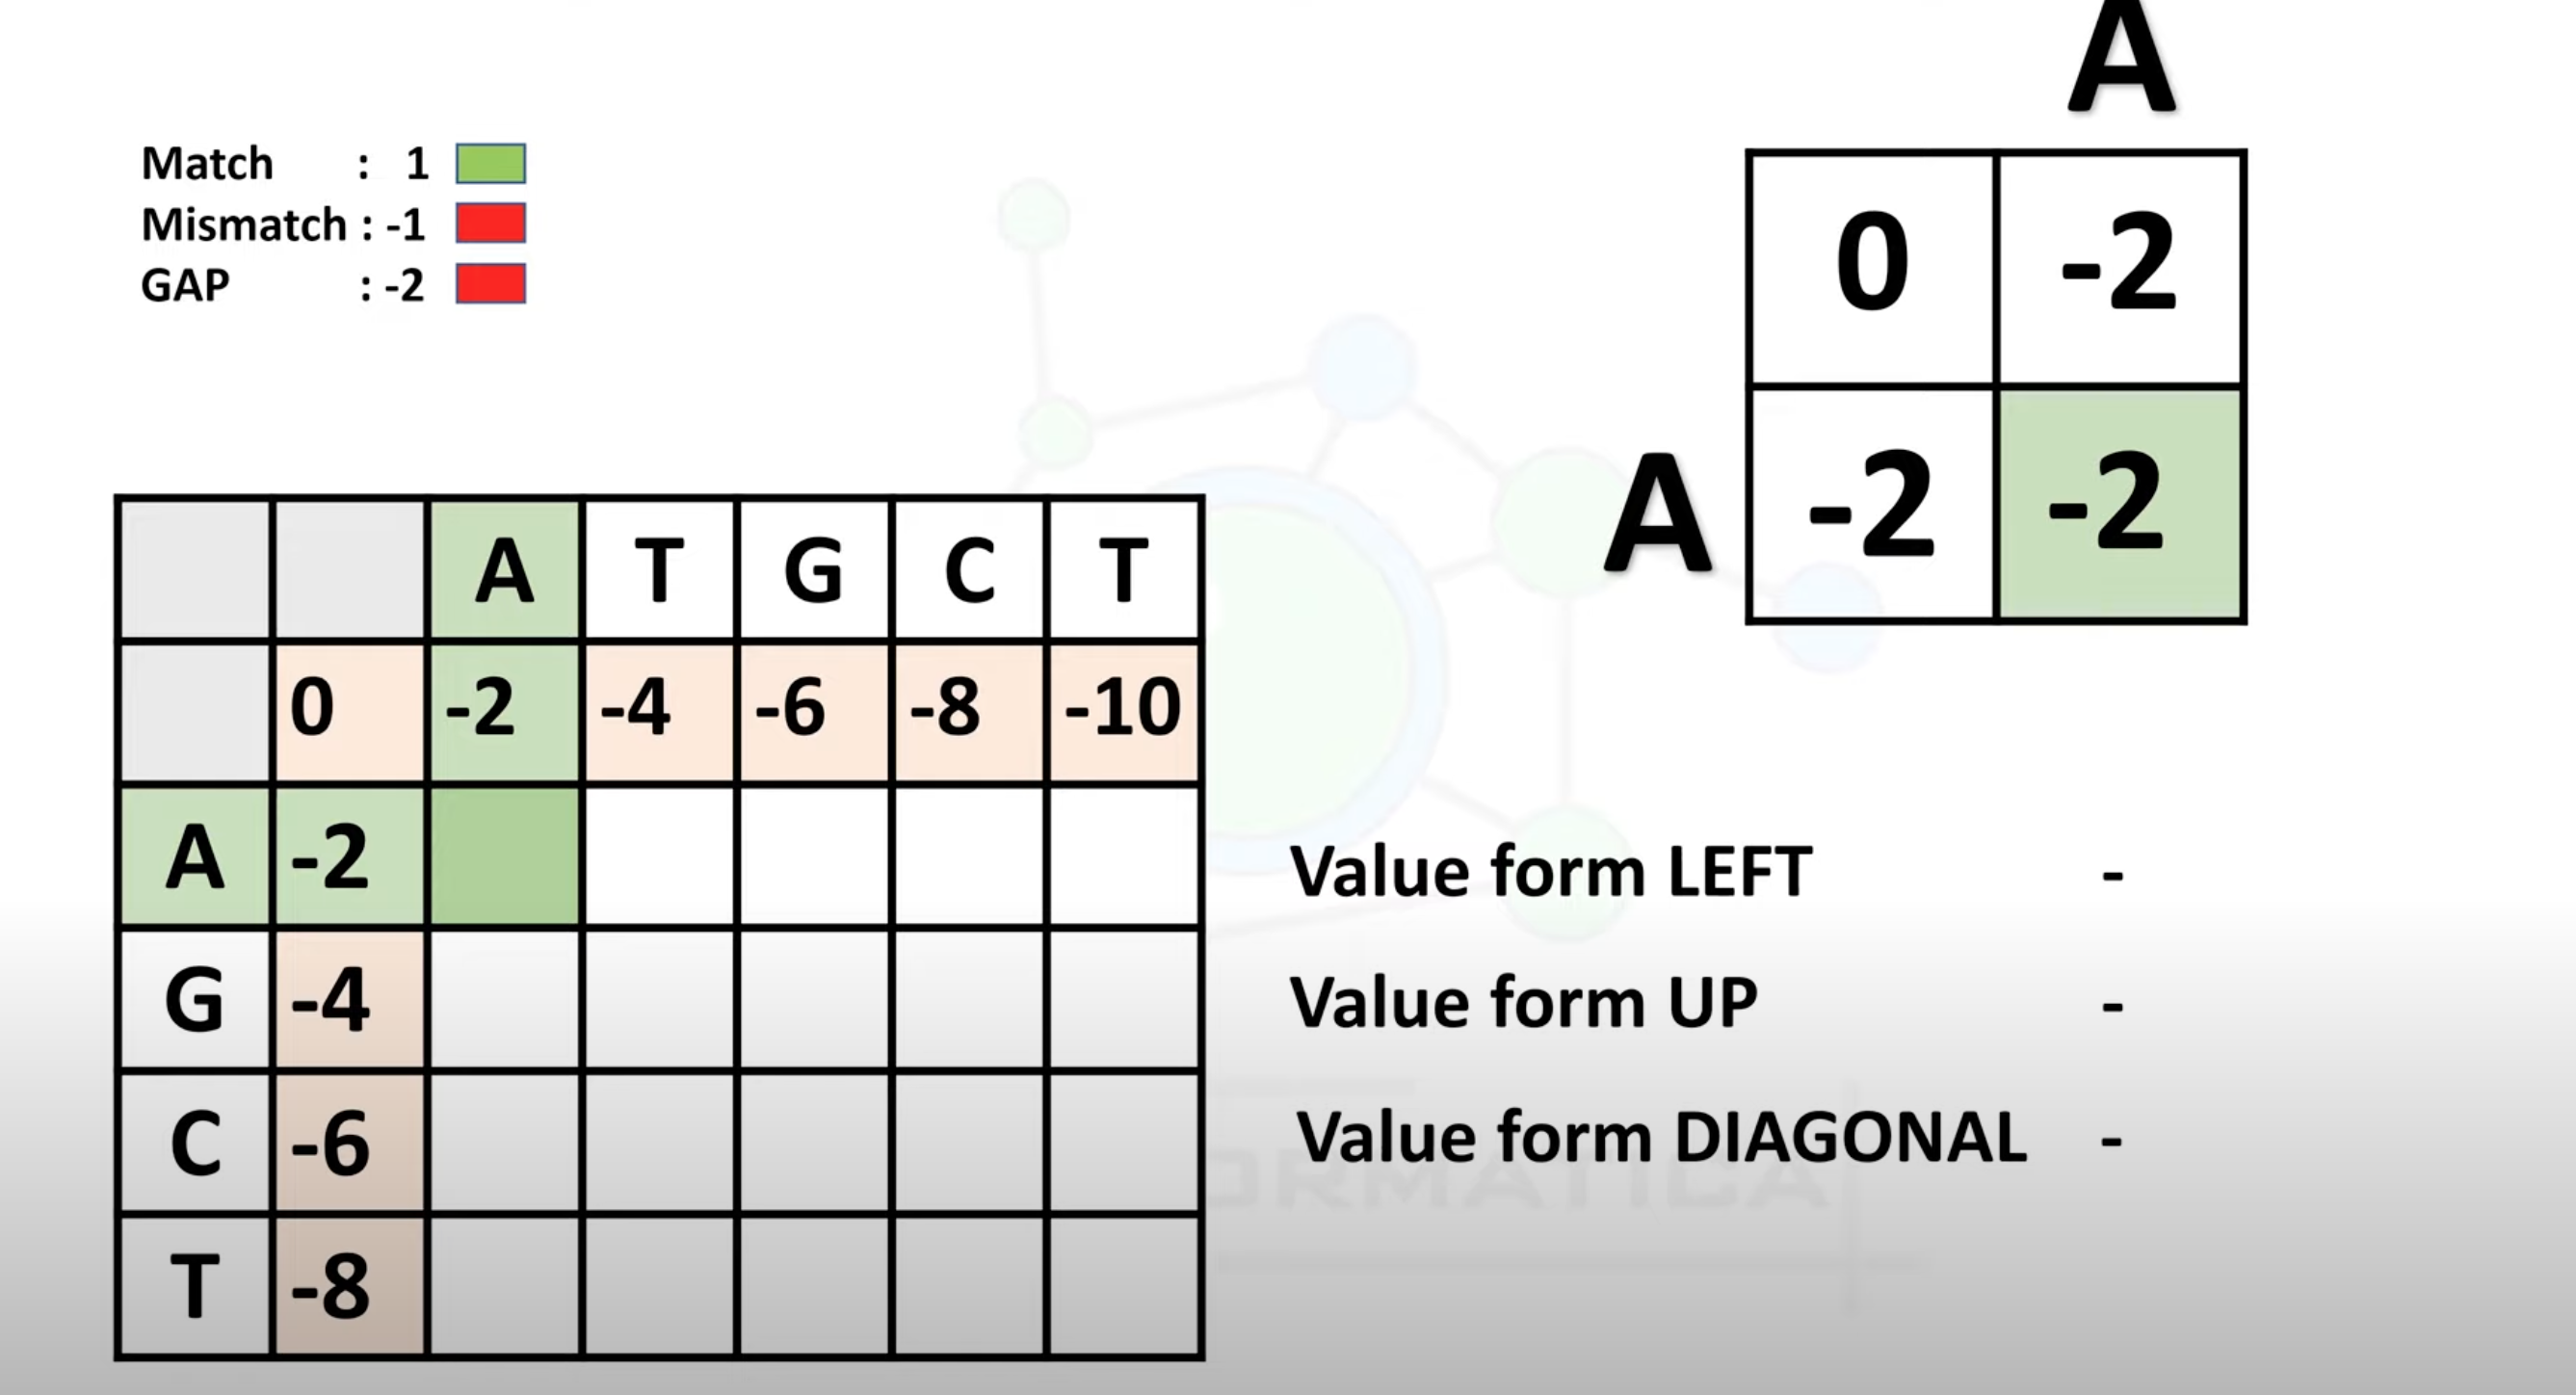 Match : 1
Mismatch : -1
GAP : -2
A
0 -2
A -2 -2
A T G C T
0 -2 -4 -6 -8 -10
A -2
G -4
C -6
T -8
Value form LEFT -
Value form UP -
Value form DIAGONAL -